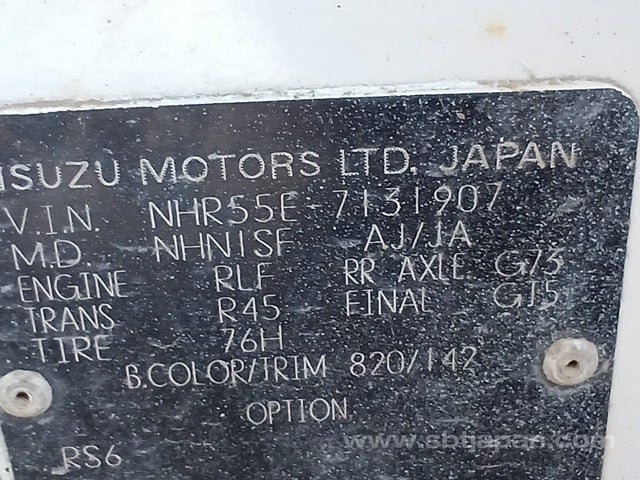 ISUZU MOTORS LTD. JAPAN
V.I.N. NHR55E-7131907
M.D. NHN1SF AJ/JA
ENGINE RLF RR AXLE G73
TRANS R45 FINAL G15
TIRE 76H
B.COLOR/TRIM 820/142
OPTION
RS6
www.sbtjapan.com